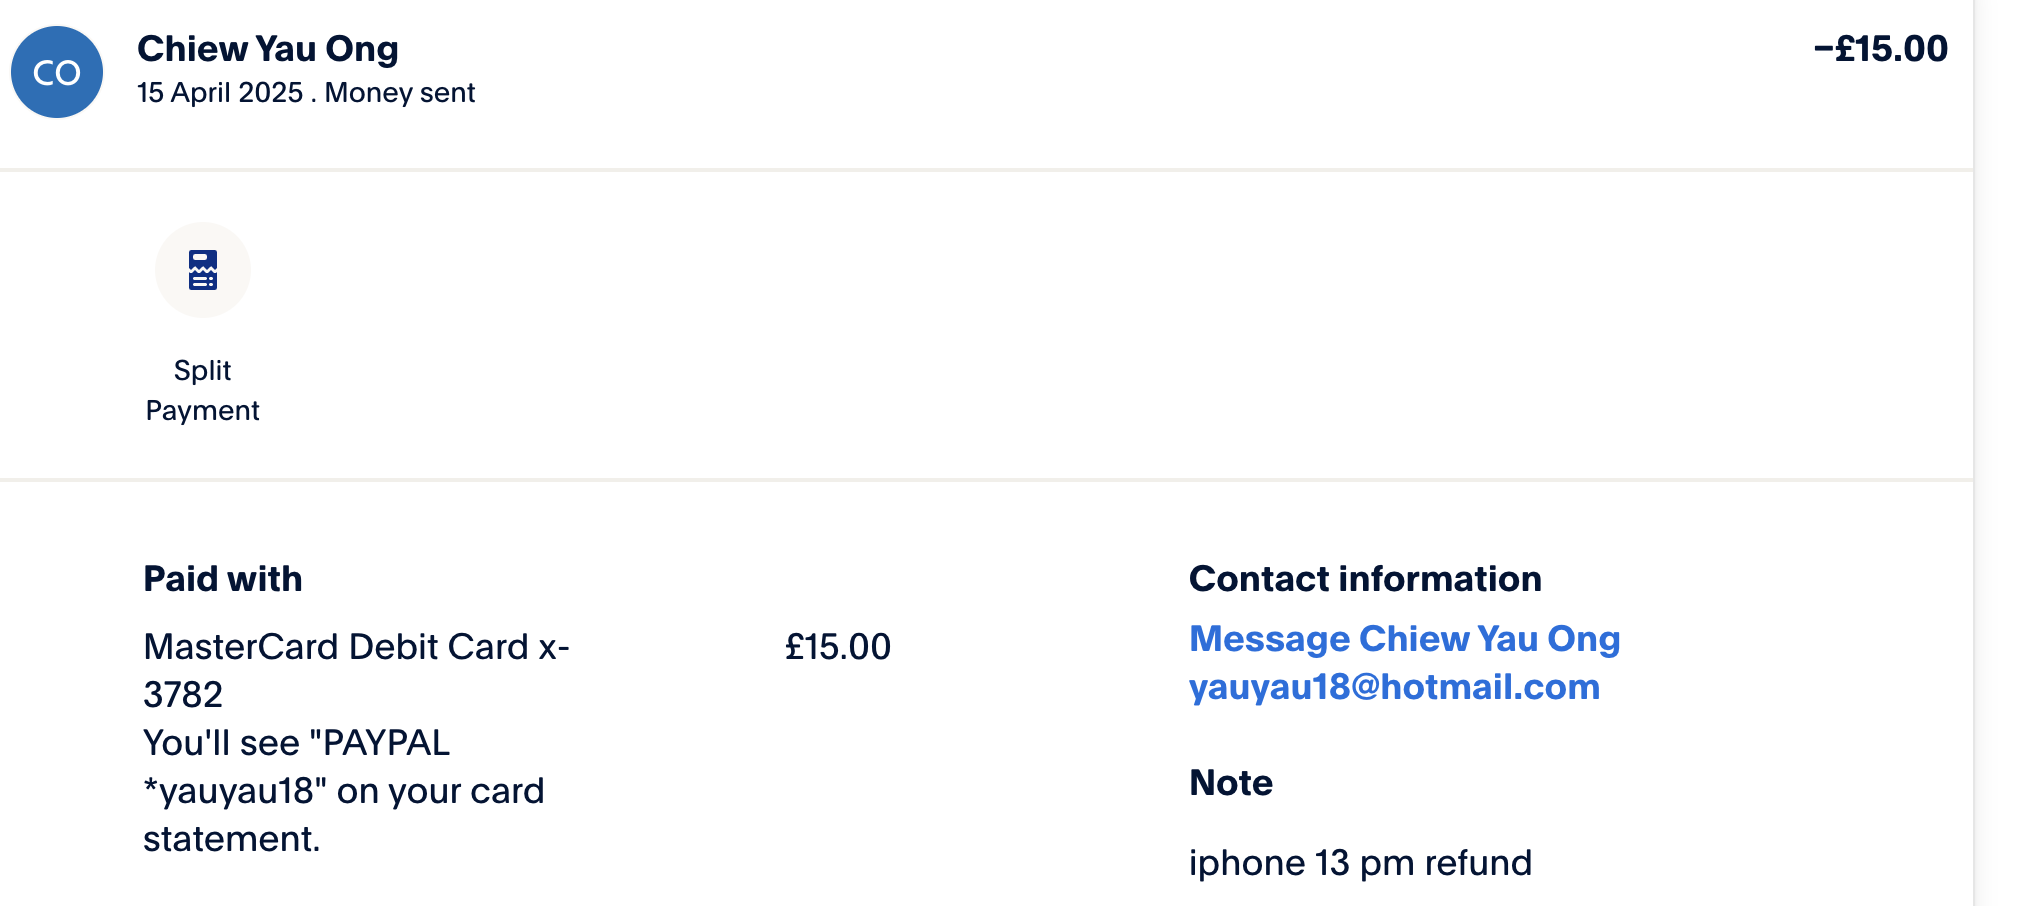 CO
Chiew Yau Ong
15 April 2025 . Money sent
–£15.00
Split
Payment
Paid with
MasterCard Debit Card x-
3782
£15.00
You'll see "PAYPAL
*yauyau18" on your card
statement.
Contact information
Message Chiew Yau Ong
yauyau18@hotmail.com
Note
iphone 13 pm refund